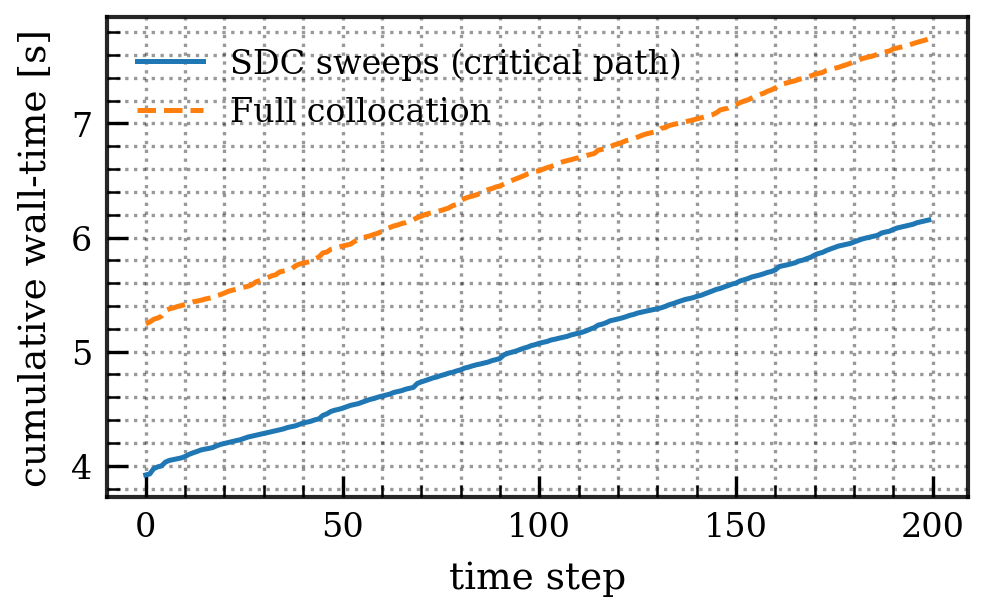 cumulative wall-time [s]
SDC sweeps (critical path)
Full collocation
7
6
5
4
0 50 100 150 200
time step